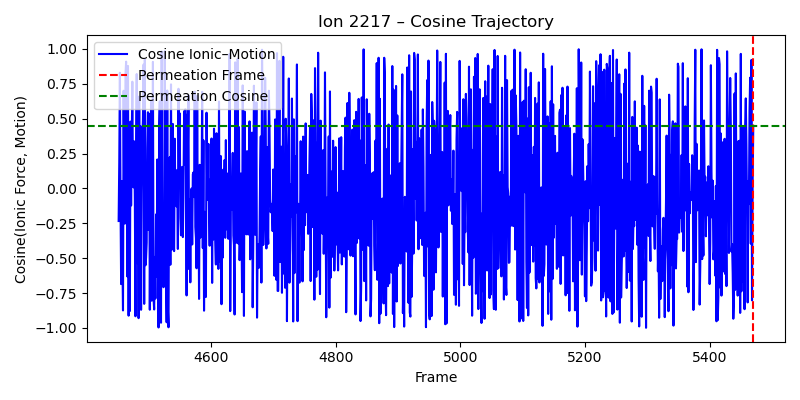 Ion 2217 – Cosine Trajectory
Cosine(Ionic Force, Motion)
1.00
0.75
0.50
0.25
0.00
−0.25
−0.50
−0.75
−1.00
Cosine Ionic–Motion
Permeation Frame
Permeation Cosine
4600
4800
5000
5200
5400
Frame